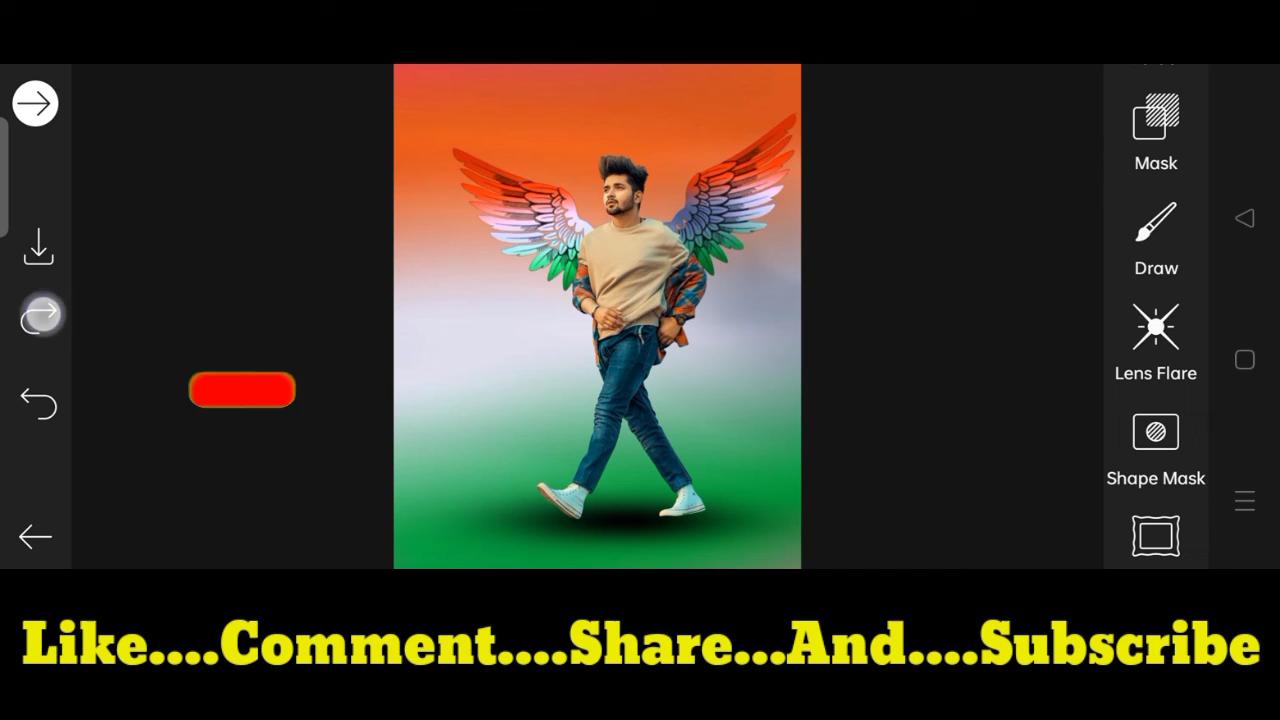 Mask
Draw
Lens Flare
Shape Mask
Like....Comment....Share...And....Subscribe